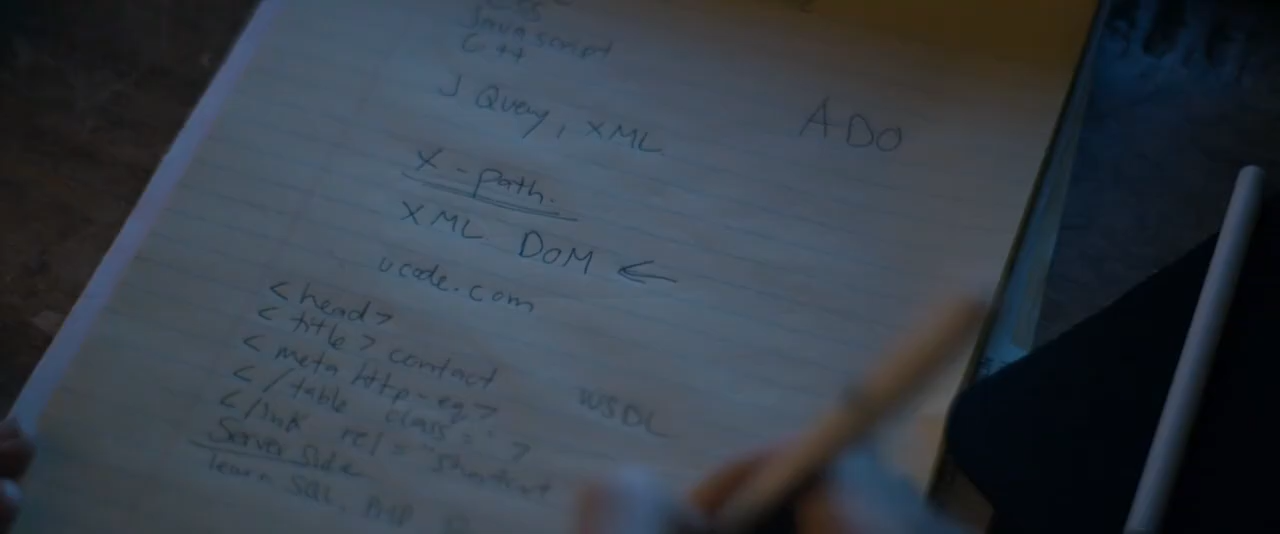 Javascript
C++
J Query, XML
ADO
X-path.
XML DOM ←
ucode.com
<head>
<title> contact
<meta http-eq>
</table class=" >
WSDL
</link rel="shortcut
Server side
learn SQL, PHP